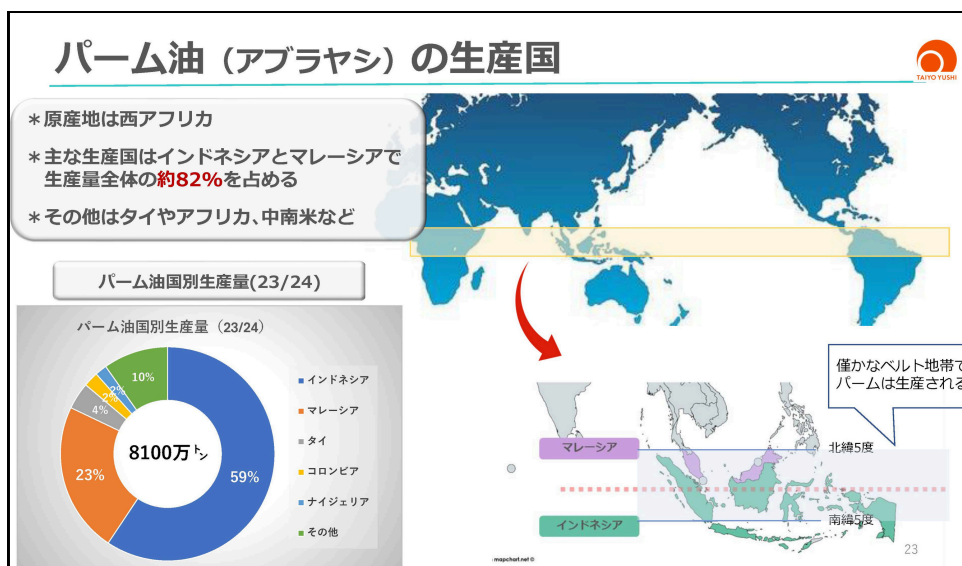 パーム油（アブラヤシ）の生産国
TAIYO YUSHI
＊原産地は西アフリカ
＊主な生産国はインドネシアとマレーシアで
生産量全体の約82%を占める
＊その他はタイやアフリカ、中南米など
パーム油国別生産量(23/24)
パーム油国別生産量（23/24）
10%
2%
2%
4%
23%
59%
8100万トン
インドネシア
マレーシア
タイ
コロンビア
ナイジェリア
その他
僅かなベルト地帯で
パームは生産される
マレーシア
北緯5度
インドネシア
南緯5度
mapchart.net ©
23